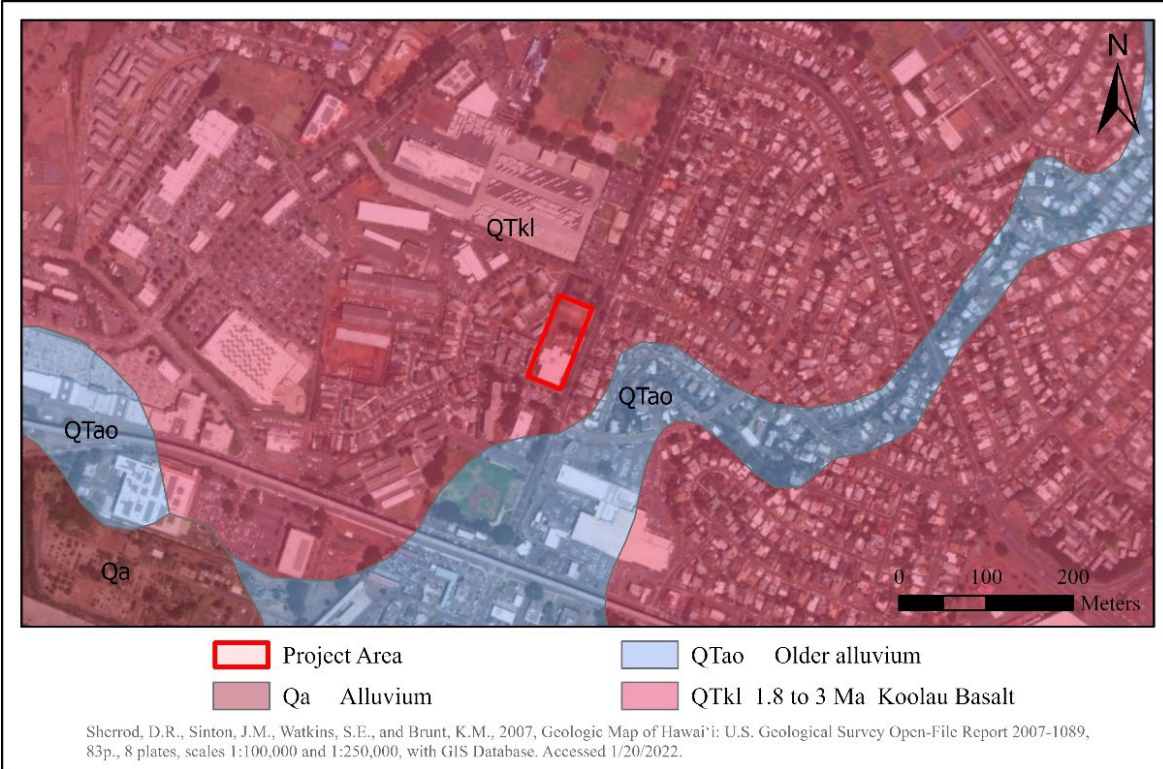 N
QTkl
QTao
QTao
Qa
0 100 200
Meters
Project Area
QTao Older alluvium
Qa Alluvium
QTkl 1.8 to 3 Ma Koolau Basalt
Sherrod, D.R., Sinton, J.M., Watkins, S.E., and Brunt, K.M., 2007, Geologic Map of Hawai‘i: U.S. Geological Survey Open-File Report 2007-1089,
83p., 8 plates, scales 1:100,000 and 1:250,000, with GIS Database. Accessed 1/20/2022.